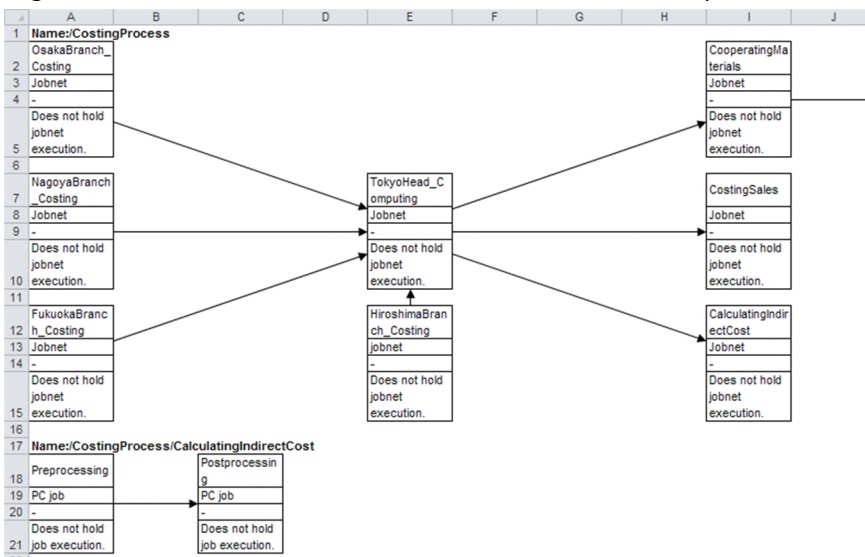 A B C D E F G H I J
1 Name:/CostingProcess
OsakaBranch_ CooperatingMa
2 Costing terials
3 Jobnet Jobnet
4 - -
Does not hold Does not hold
jobnet jobnet
5 execution. execution.
6
NagoyaBranch TokyoHead_C
7 _Costing omputing CostingSales
8 Jobnet Jobnet Jobnet
9 - - -
Does not hold Does not hold Does not hold
jobnet jobnet jobnet
10 execution. execution. execution.
11
FukuokaBranc HiroshimaBran CalculatingIndir
12 h_Costing ch_Costing ectCost
13 Jobnet jobnet Jobnet
14 - - -
Does not hold Does not hold Does not hold
jobnet jobnet jobnet
15 execution. execution. execution.
16
17 Name:/CostingProcess/CalculatingIndirectCost
Preprocessing Postprocessin
18 g
19 PC job PC job
20 - -
Does not hold Does not hold
21 job execution. job execution.